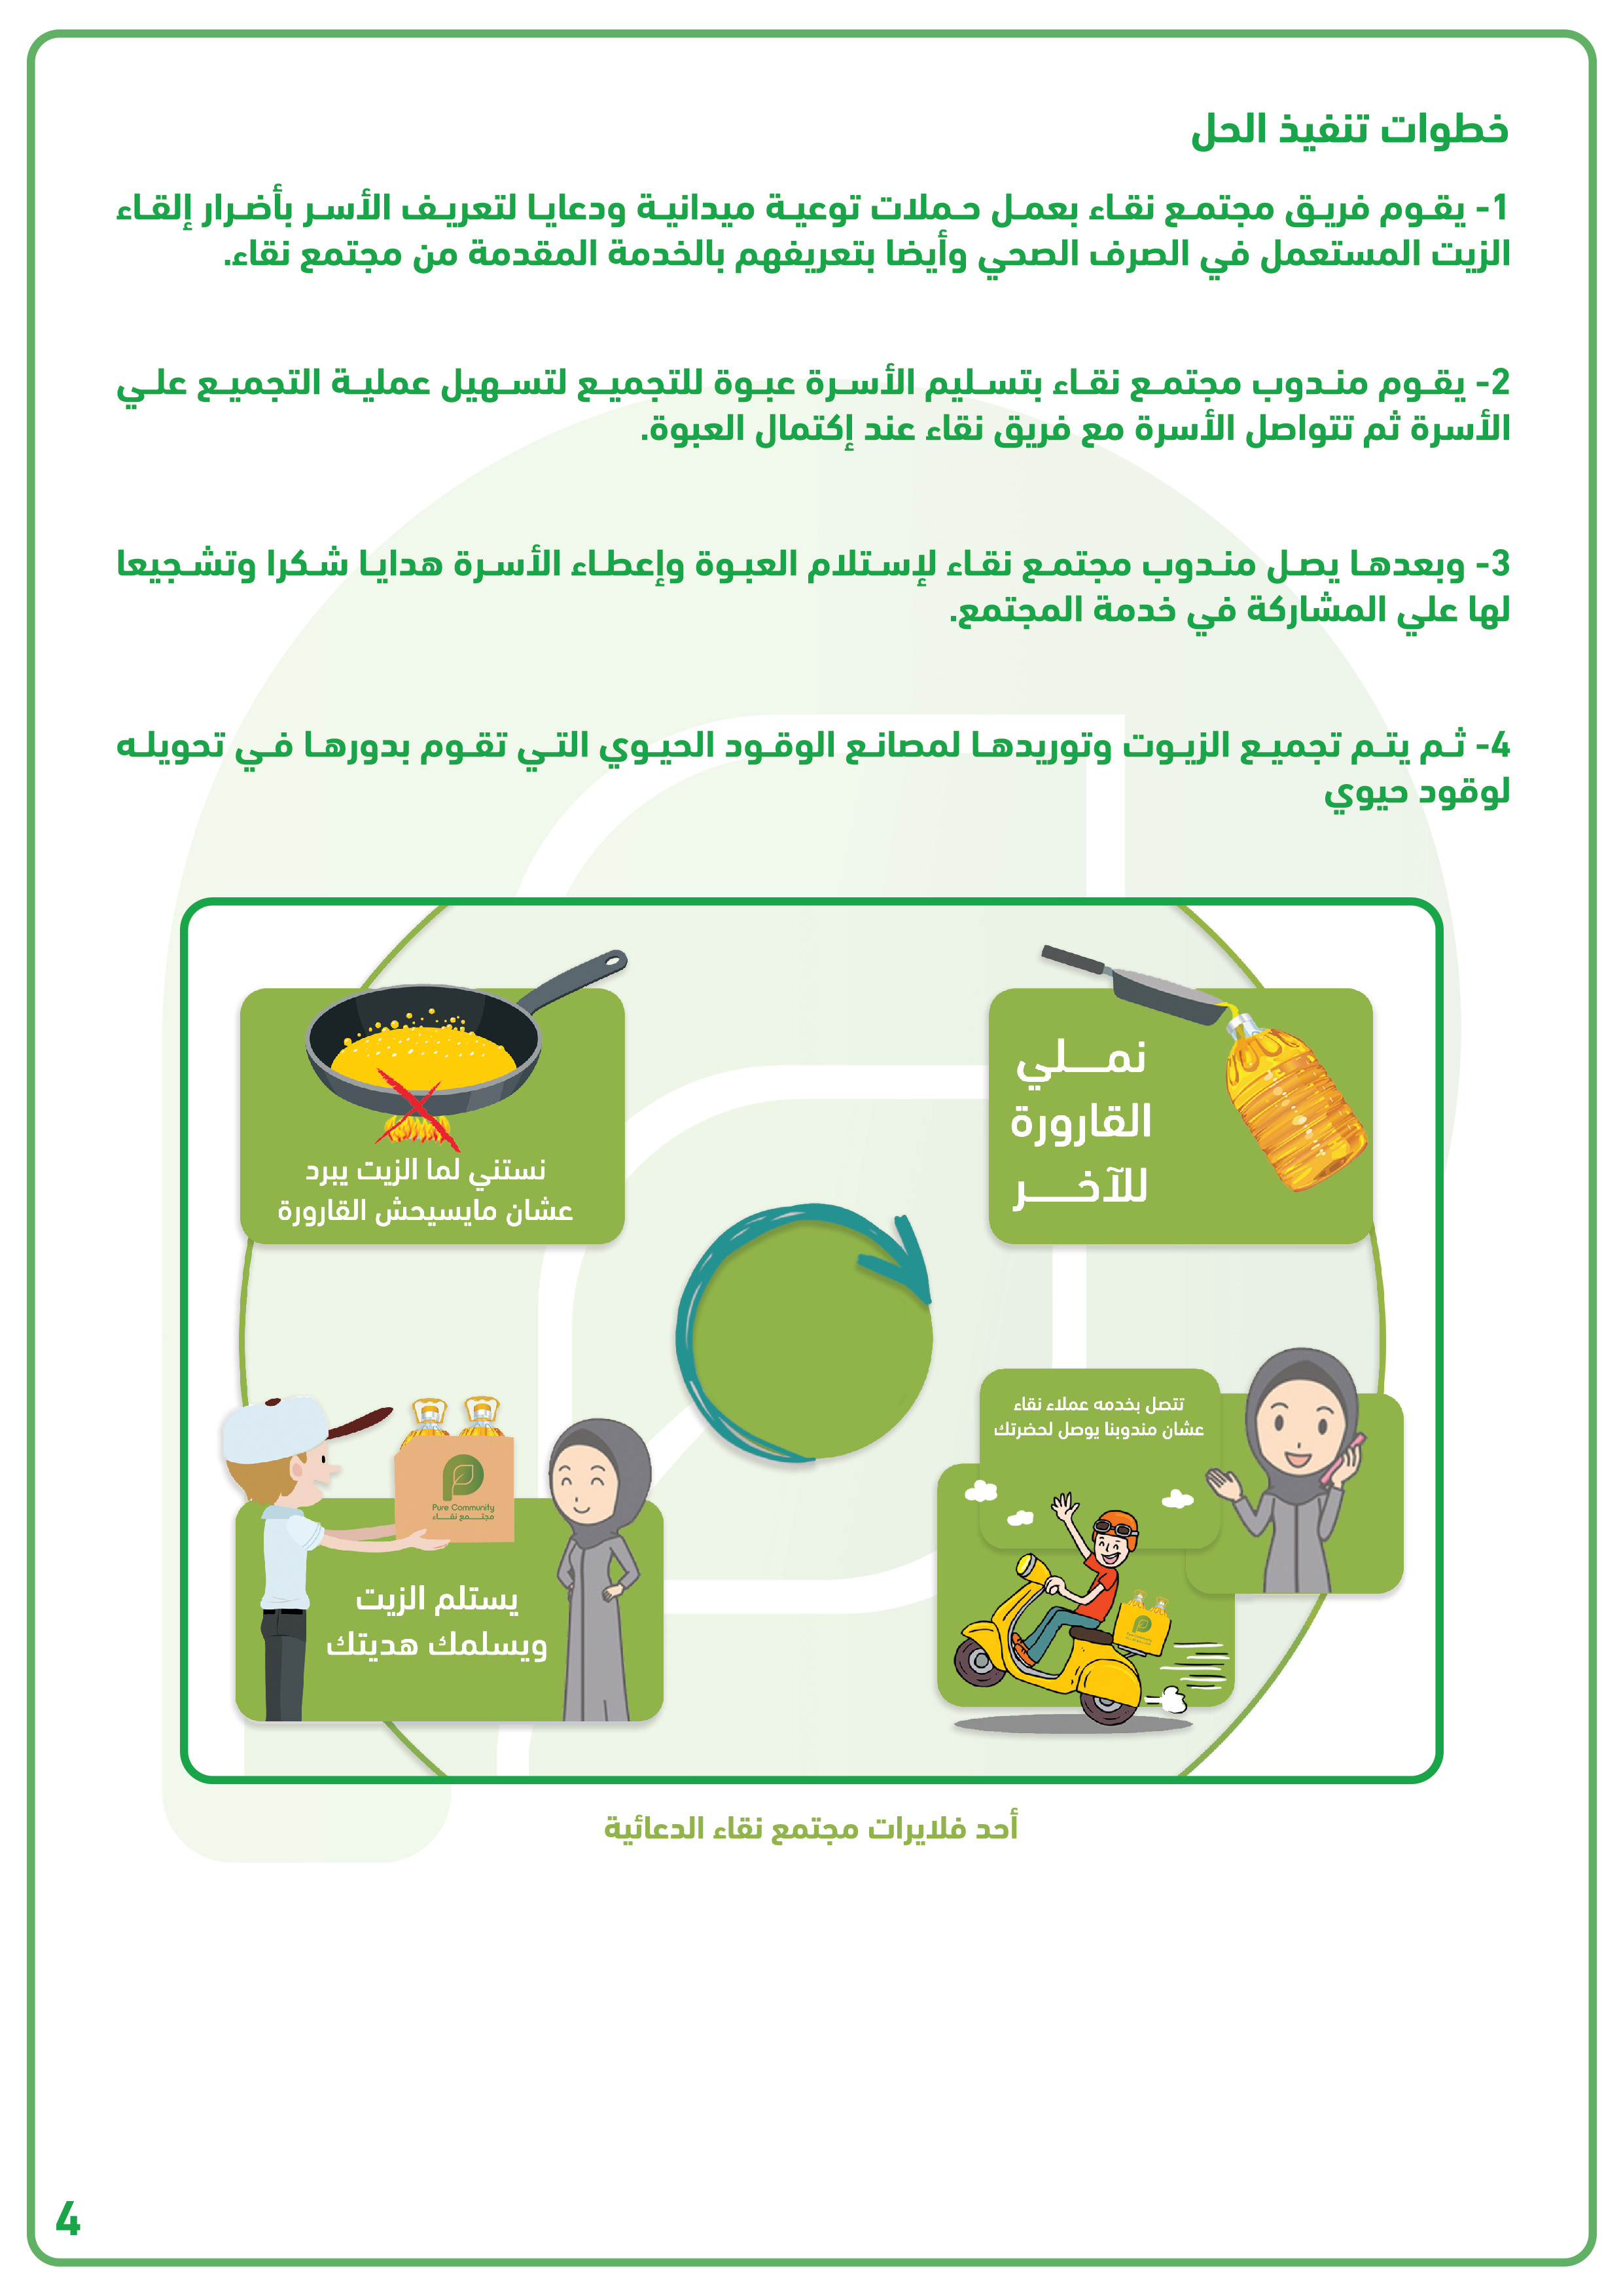 خطوات تنفيذ الحل
1- يقوم فريق مجتمع نقاء بعمل حملات توعية ميدانية ودعايا لتعريف الأسر بأضرار إلقاء
الزيت المستعمل في الصرف الصحي وأيضا بتعريفهم بالخدمة المقدمة من مجتمع نقاء.
2- يقوم مندوب مجتمع نقاء بتسليم الأسرة عبوة للتجميع لتسهيل عملية التجميع علي
الأسرة ثم تتواصل الأسرة مع فريق نقاء عند إكتمال العبوة.
3- وبعدها يصل مندوب مجتمع نقاء لإستلام العبوة وإعطاء الأسرة هدايا شكرا وتشجيعا
لها علي المشاركة في خدمة المجتمع.
4- ثم يتم تجميع الزيوت وتوريدها لمصانع الوقود الحيوي التي تقوم بدورها في تحويله
لوقود حيوي
نستني لما الزيت يبرد
عشان مايسيحش القارورة
نملي
القارورة
للآخر
تتصل بخدمه عملاء نقاء
عشان مندوبنا يوصل لحضرتك
Pure Community
مجتمع نقاء
يستلم الزيت
ويسلمك هديتك
أحد فلايرات مجتمع نقاء الدعائية
4